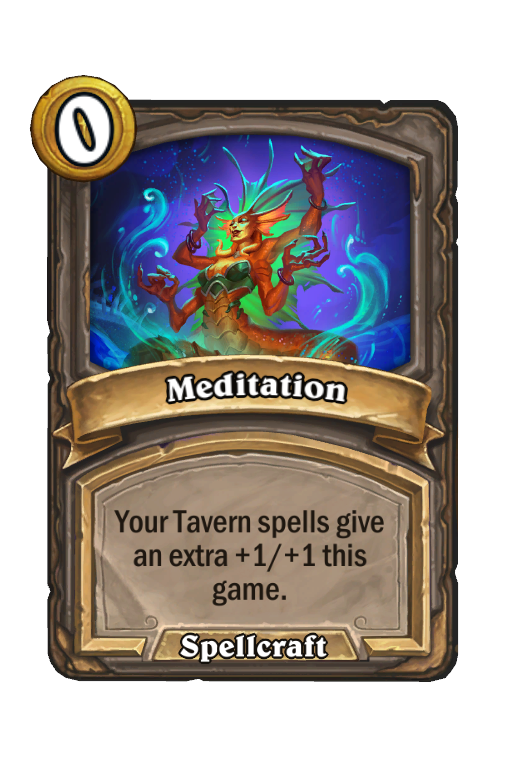 0
Meditation
Your Tavern spells give
an extra +1/+1 this
game.
Spellcraft